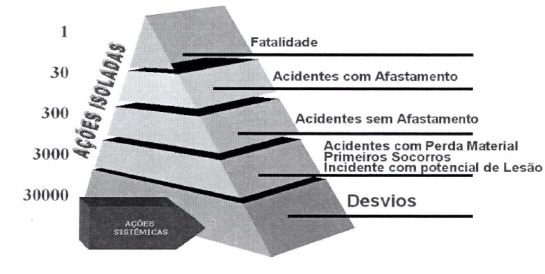 1
Fatalidade
30
Acidentes com Afastamento
300
Acidentes sem Afastamento
3000
Acidentes com Perda Material
Primeiros Socorros
Incidente com potencial de Lesão
30000
Desvios
AÇÕES ISOLADAS
AÇÕES
SISTÊMICAS